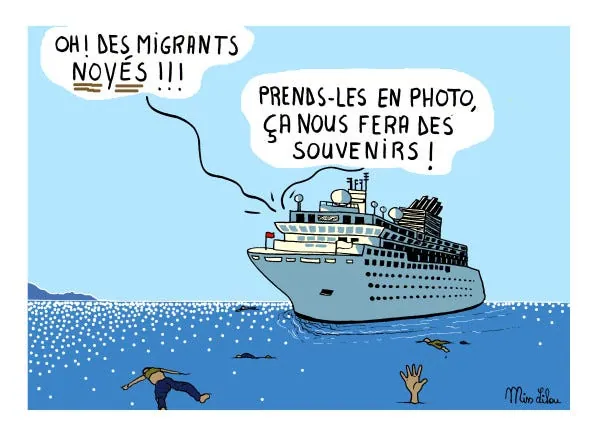 OH! DES MIGRANTS
NOYÉS !!!
PRENDS-LES EN PHOTO,
ÇA NOUS FERA DES
SOUVENIRS !
Miss Lilou